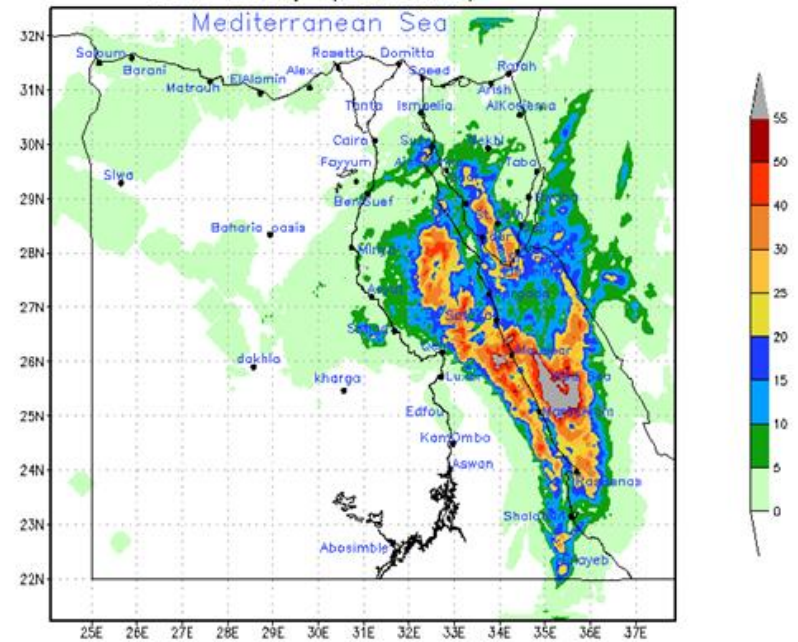 Mediterranean Sea
32N
Saloum
Barani
Rosetta
Domitta
Rafah
31N
Matrouh
ElAlamin
Alex
Saeed
Arish
Tanta
Ismaelia
AlKosiema
30N
Cairo
Nekhl
Fayyum
Taba
29N
Siwa
BeniSuef
Baharia oasis
28N
Minya
27N
26N
dakhla
kharga
Luxor
25N
Edfou
KomOmbo
24N
Aswan
23N
Shalatin
Abosimble
22N
25E
26E
27E
28E
29E
30E
31E
32E
33E
34E
35E
36E
37E
55
50
40
30
25
20
15
10
5
0